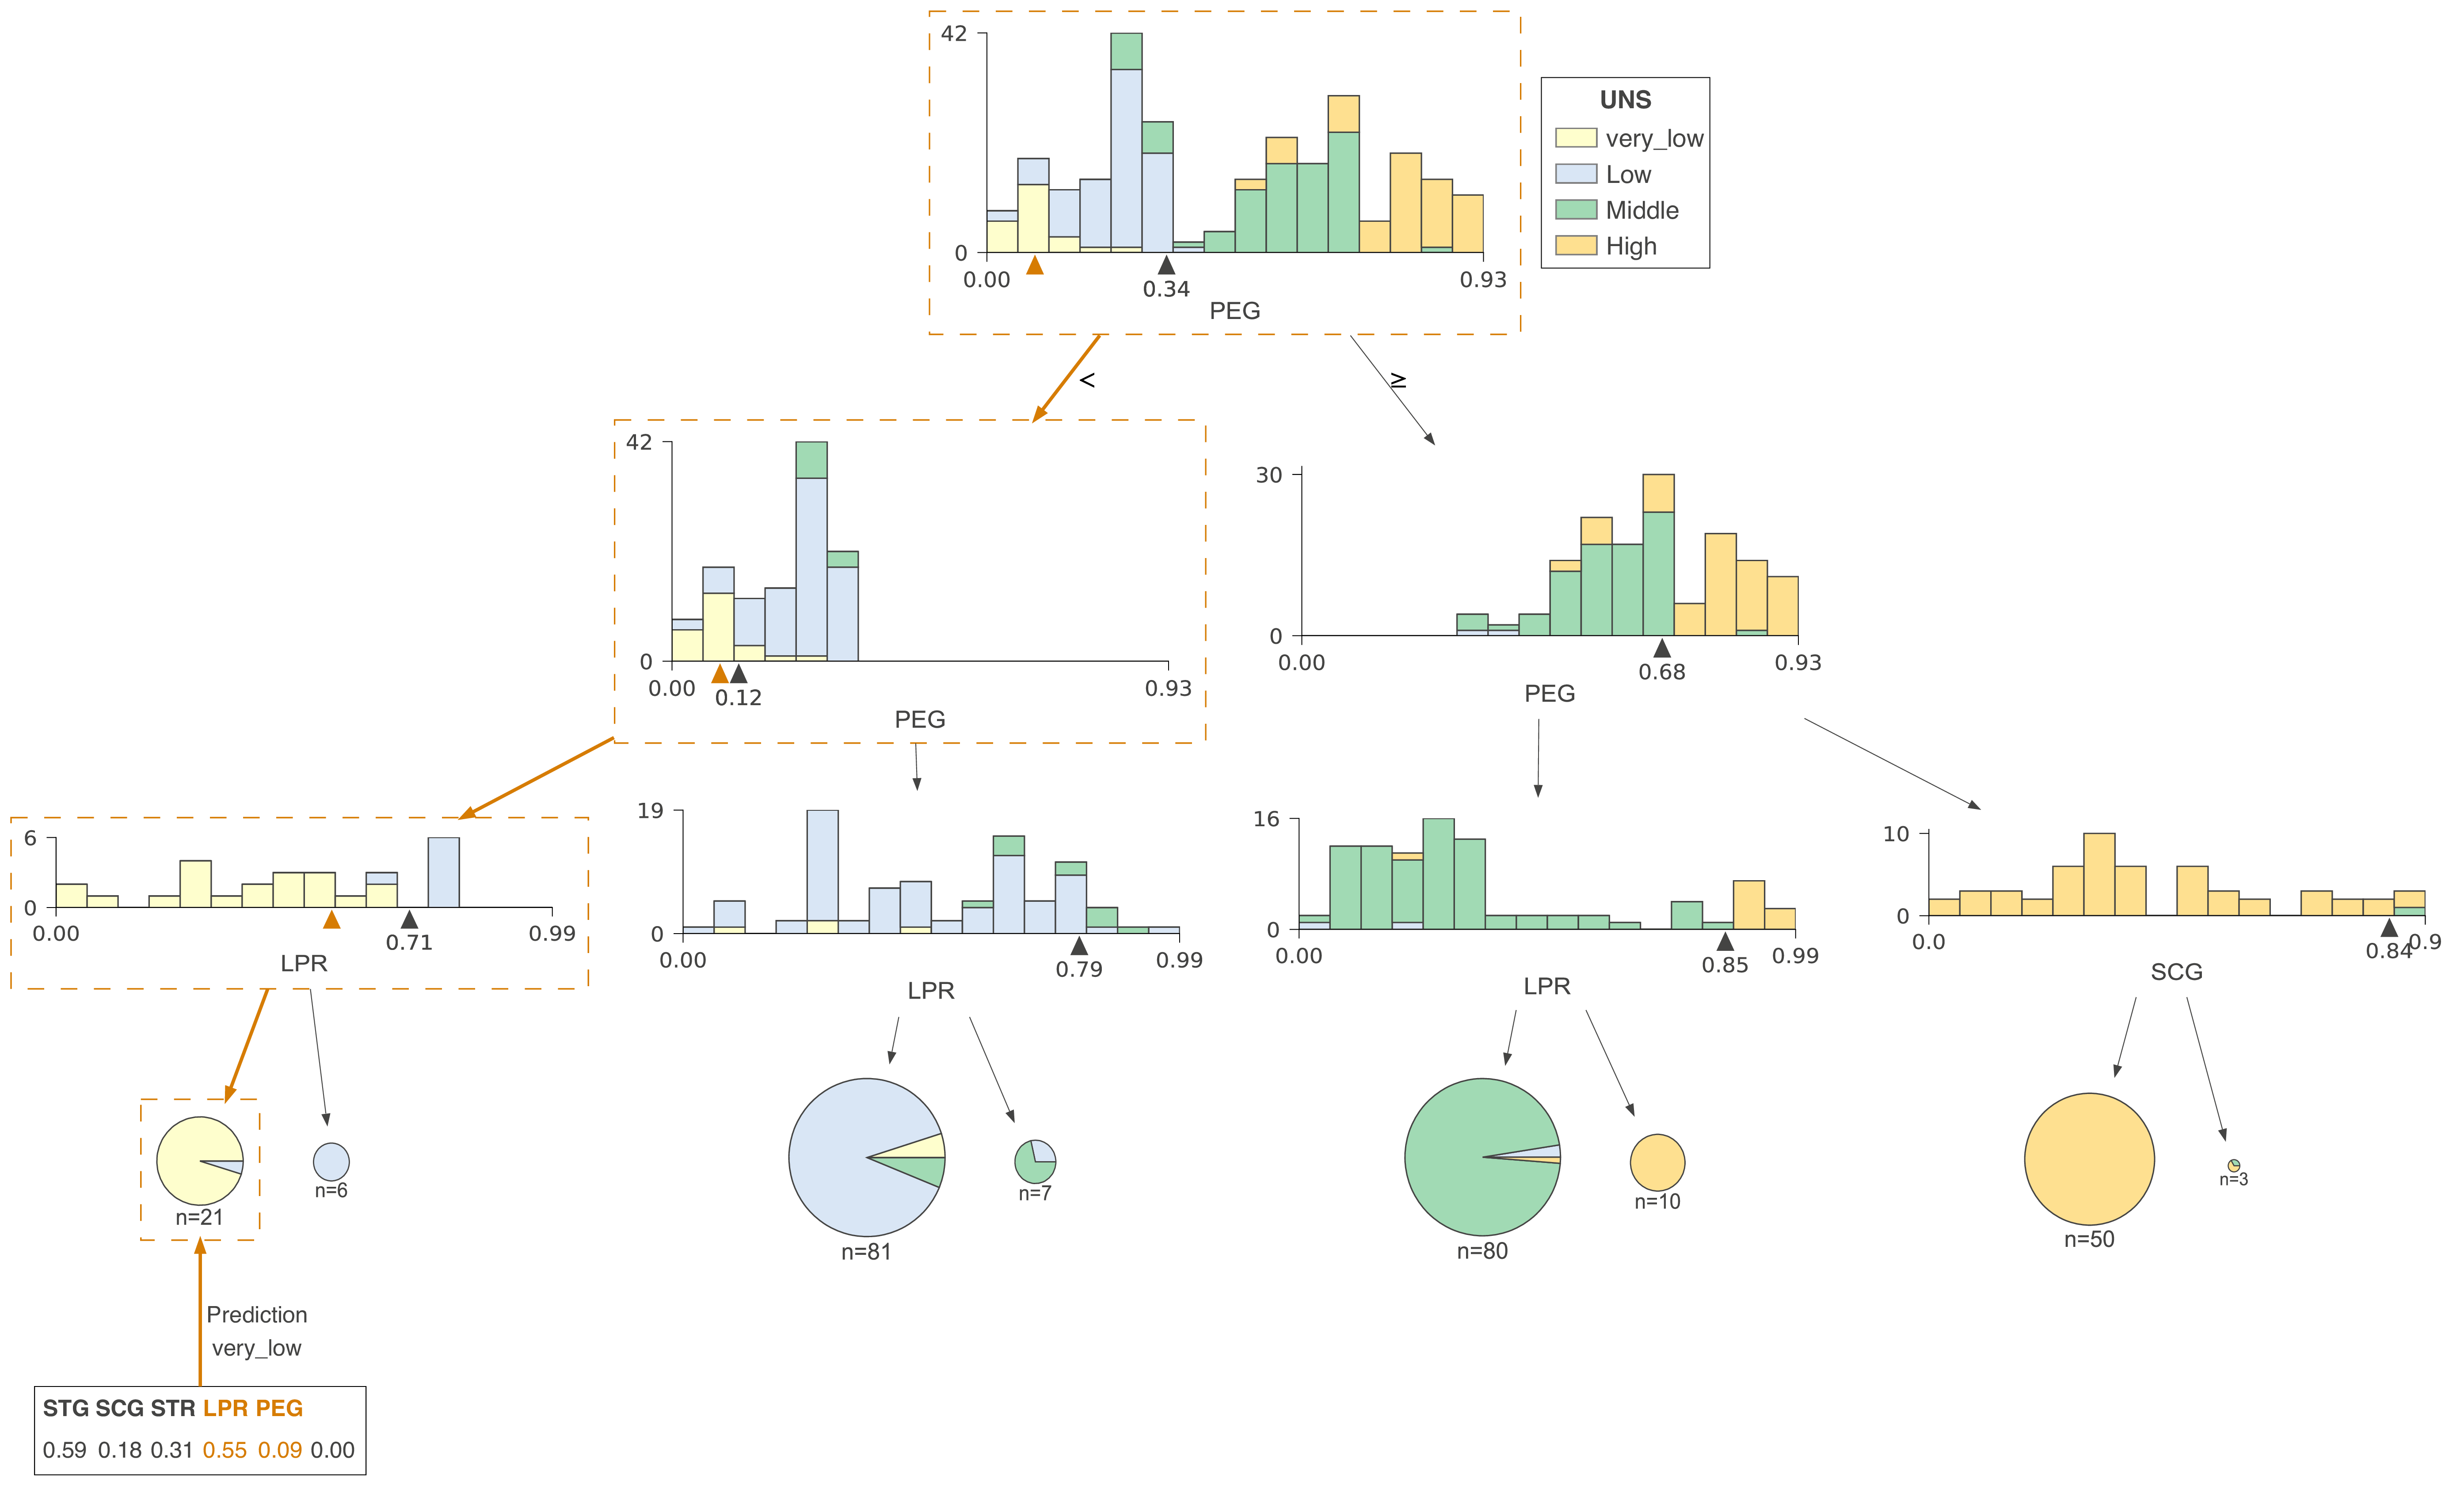 42
0
0.00
0.34
0.93
PEG
UNS
very_low
Low
Middle
High
<
≥
42
0
0.00
0.12
0.93
PEG
30
0
0.00
0.68
0.93
PEG
6
0
0.00
0.71
0.99
LPR
19
0
0.00
0.79
0.99
LPR
16
0
0.00
0.85
0.99
LPR
10
0
0.0
0.84
0.9
SCG
n=21
n=6
n=81
n=7
n=80
n=10
n=50
n=3
Prediction
very_low
STG SCG STR LPR PEG
0.59 0.18 0.31 0.55 0.09 0.00